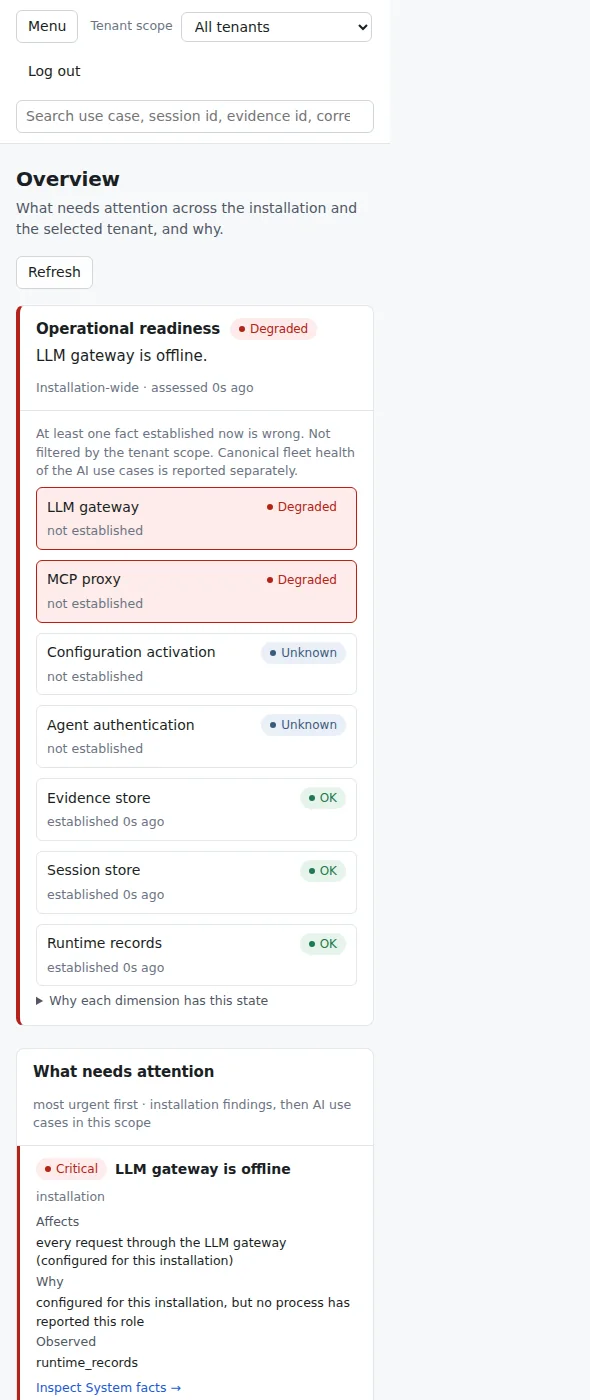 Menu
Tenant scope
All tenants
Log out
Search use case, session id, evidence id, corre
Overview
What needs attention across the installation and
the selected tenant, and why.
Refresh
Operational readiness
Degraded
LLM gateway is offline.
Installation-wide · assessed 0s ago
At least one fact established now is wrong. Not
filtered by the tenant scope. Canonical fleet health
of the AI use cases is reported separately.
LLM gateway
Degraded
not established
MCP proxy
Degraded
not established
Configuration activation
Unknown
not established
Agent authentication
Unknown
not established
Evidence store
OK
established 0s ago
Session store
OK
established 0s ago
Runtime records
OK
established 0s ago
Why each dimension has this state
What needs attention
most urgent first · installation findings, then AI use
cases in this scope
Critical
LLM gateway is offline
installation
Affects
every request through the LLM gateway
(configured for this installation)
Why
configured for this installation, but no process has
reported this role
Observed
runtime_records
Inspect System facts →